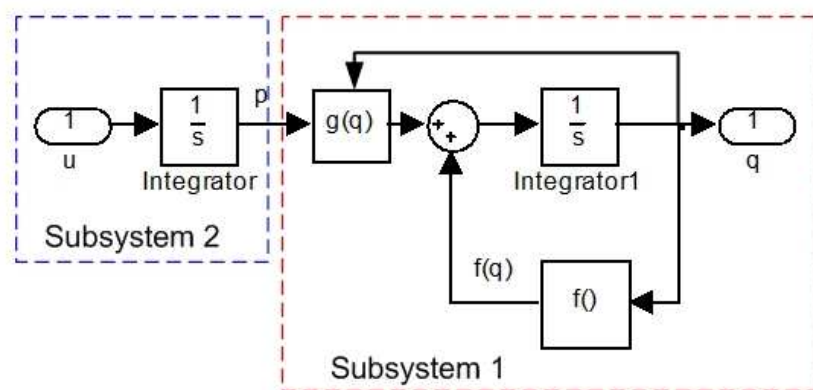 1
u
1
s
Integrator
p
g(q)
+
+
1
s
Integrator1
1
q
f(q)
f()
Subsystem 2
Subsystem 1